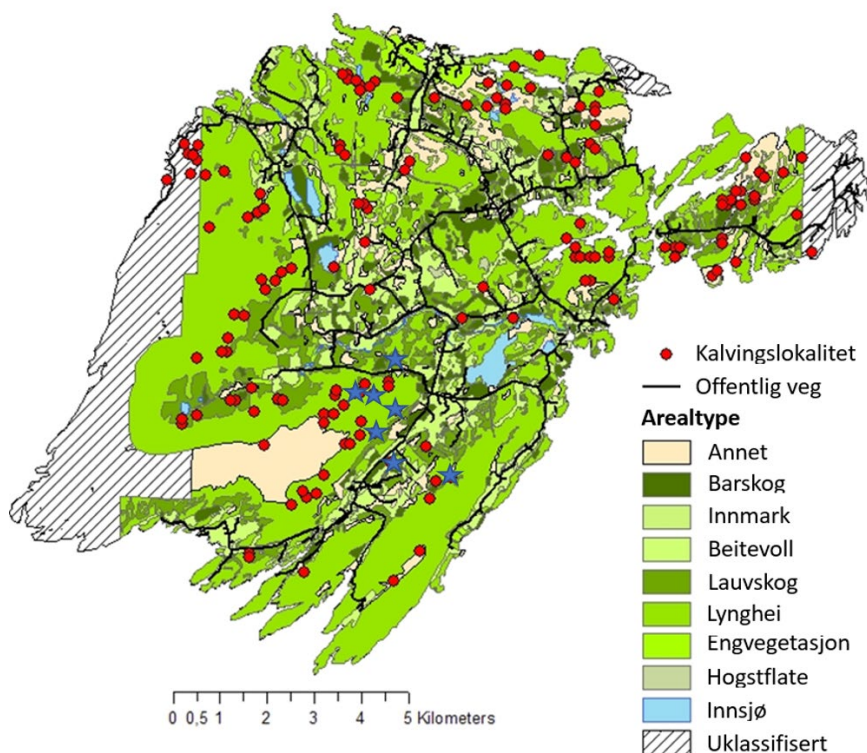 Kalvingslokalitet
Offentlig veg
Arealtype
Annet
Barskog
Innmark
Beitevoll
Lauvskog
Lynghei
Engvegetasjon
Hogstflate
Innsjø
Uklassifisert
0 0,5 1 2 3 4 5 Kilometers